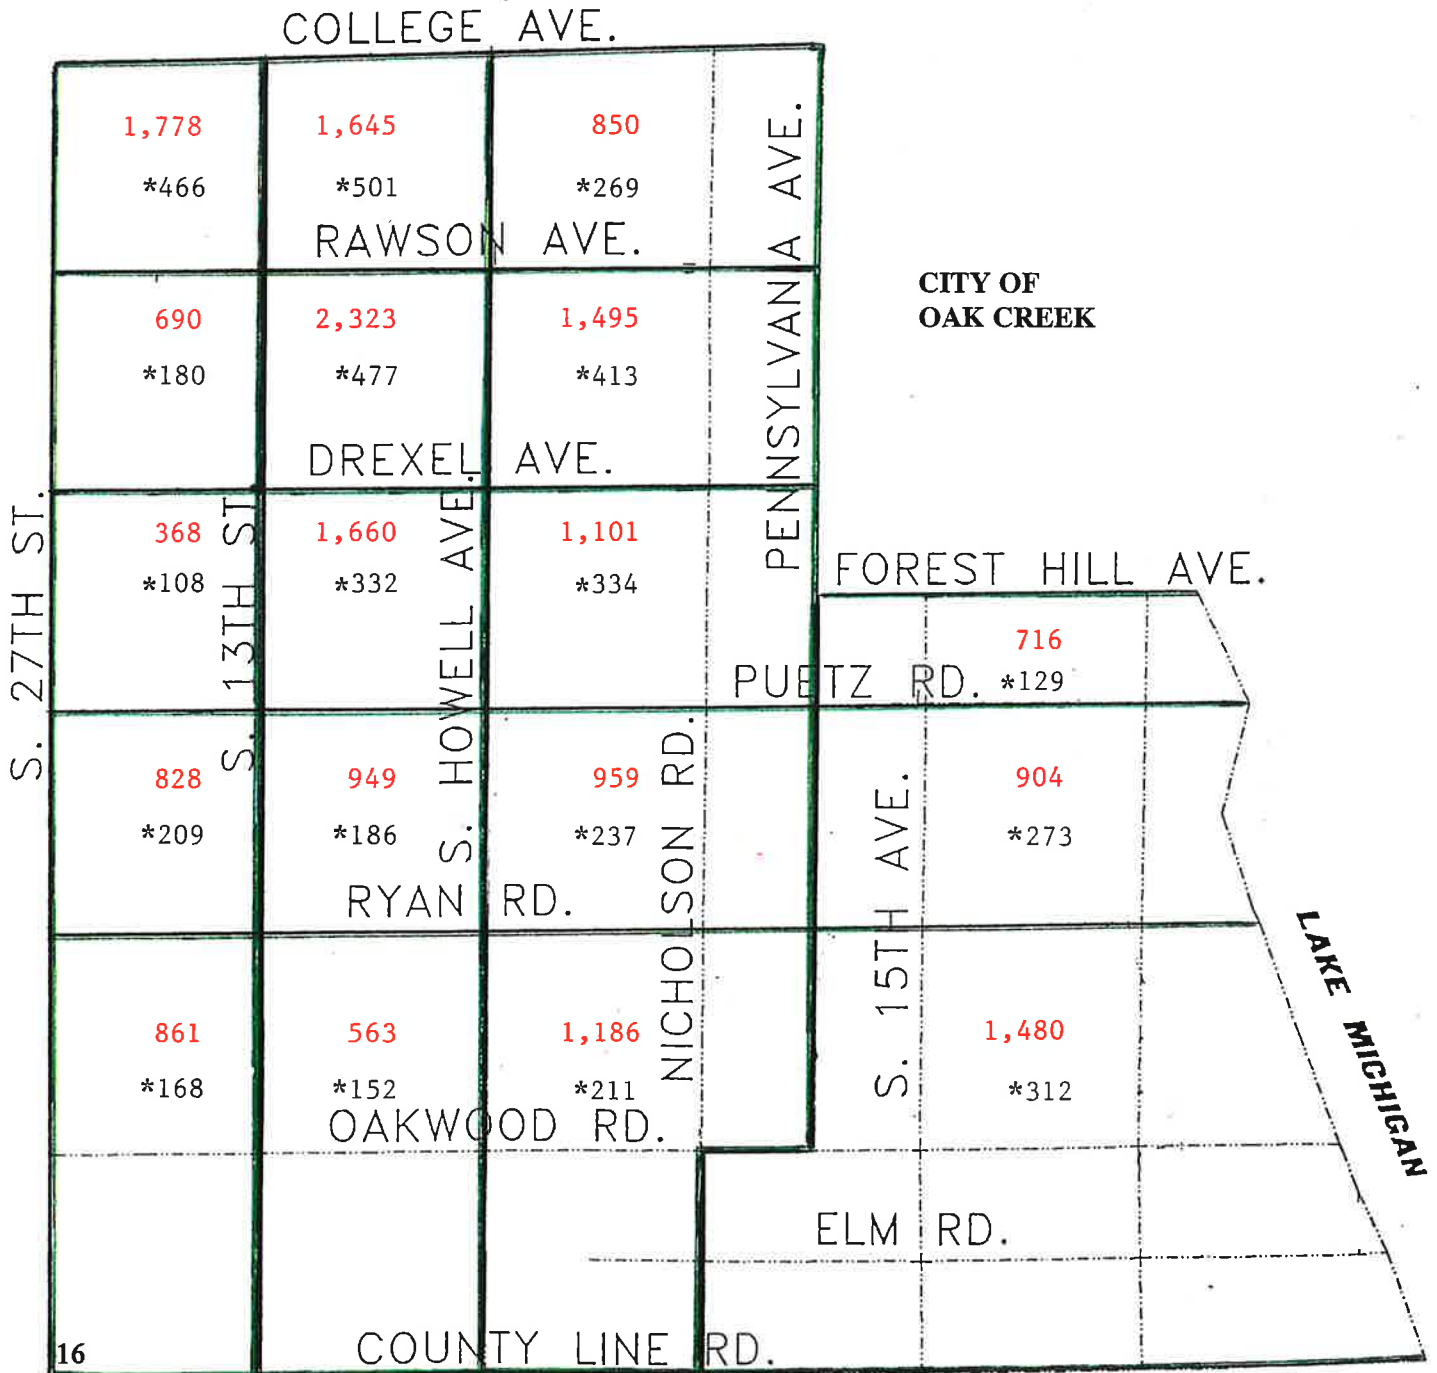 COLLEGE AVE.
1,778 1,645 850
*466 *501 *269
RAWSON AVE.
PENNSYLVANIA AVE.
CITY OF
OAK CREEK
690 2,323 1,495
*180 *477 *413
DREXEL AVE.
S. 27TH ST.
S. 13TH ST
S. HOWELL AVE.
368 1,660 1,101
*108 *332 *334
FOREST HILL AVE.
716
*129
PUETZ RD.
NICHOLSON RD.
S. 15TH AVE.
828 949 959 904
*209 *186 *237 *273
RYAN RD.
LAKE MICHIGAN
861 563 1,186 1,480
*168 *152 *211 *312
OAKWOOD RD.
ELM RD.
16
COUNTY LINE RD.